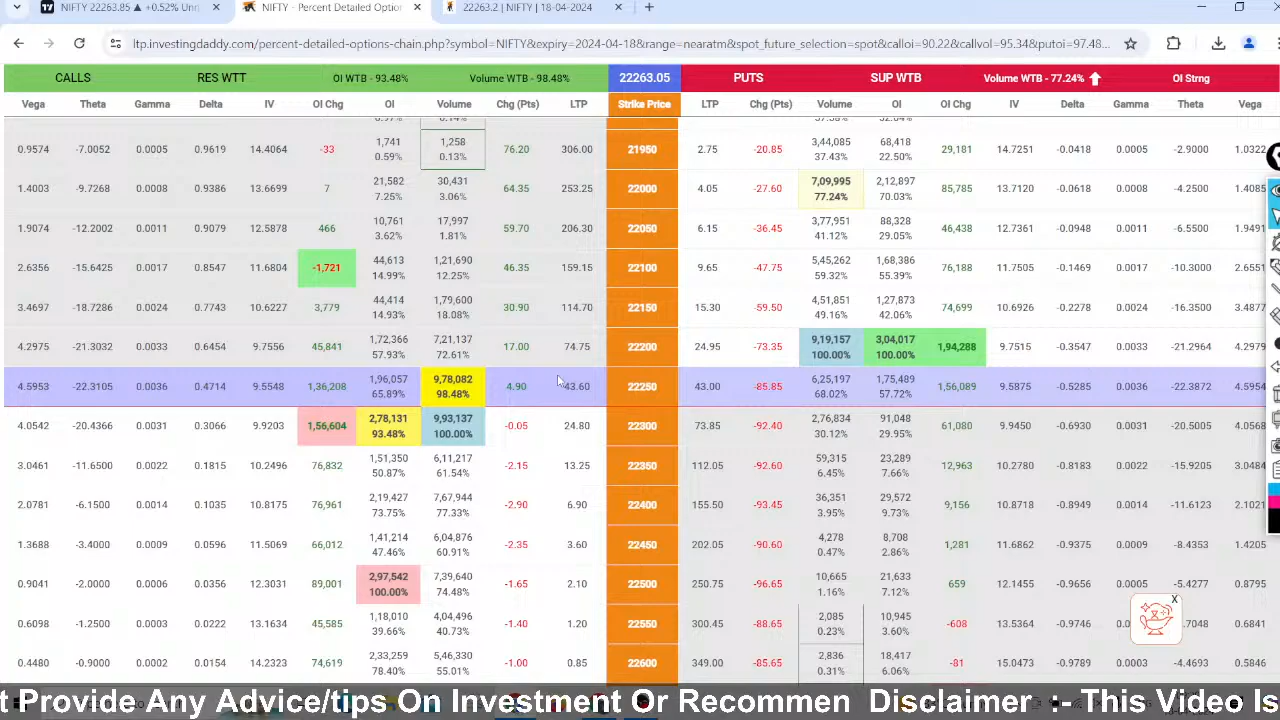 NIFTY 22263.85 ▲ +0.52% Un
NIFTY - Percent Detailed Option
22263.2 | NIFTY | 18-04-2024
ltp.investingdaddy.com/percent-detailed-options-chain.php?symbol=NIFTY&expiry=2024-04-18&range=nearatm&spot_future_selection=spot&calloi=90.22&callvol=95.34&putvol=97.48...
CALLS RES WTT OI WTB - 93.48% Volume WTB - 98.48% 22263.05 PUTS SUP WTB Volume WTB - 77.24% OI Strng
Vega Theta Gamma Delta IV OI Chg OI Volume Chg (Pts) LTP Strike Price LTP Chg (Pts) Volume OI OI Chg IV Delta Gamma Theta Vega
0.9574 -7.0052 0.0005 0.9619 14.4064 -33 1,741 0.59% 1,258 0.13% 76.20 306.00 21950 2.75 -20.85 3,44,085 37.43% 68,418 22.50% 29,181 14.7251 -0.0418 0.0005 -2.9000 1.0322
1.4003 -9.7268 0.0008 0.9386 13.6699 7 21,582 7.25% 30,431 3.06% 64.35 253.25 22000 4.05 -27.60 7,09,995 77.24% 2,12,897 70.03% 85,785 13.7120 -0.0618 0.0008 -4.2500 1.4085
1.9074 -12.2002 0.0011 0.9079 12.5878 466 10,761 3.62% 17,997 1.81% 59.70 206.30 22050 6.15 -36.45 3,77,951 41.12% 88,328 29.05% 46,438 12.7361 -0.0948 0.0011 -6.5500 1.9491
2.6356 -15.6425 0.0017 0.8547 11.6804 -1,721 44,613 14.99% 1,21,690 12.25% 46.35 159.15 22100 9.65 -47.75 5,45,262 59.32% 1,68,386 55.39% 76,188 11.7505 -0.1469 0.0017 -10.3000 2.6551
3.4697 -18.7286 0.0024 0.7743 10.6227 3,779 44,414 14.93% 1,79,600 18.08% 30.90 114.70 22150 15.30 -59.50 4,51,851 49.16% 1,27,873 42.06% 74,699 10.6926 -0.2278 0.0024 -16.3500 3.4877
4.2975 -21.3032 0.0033 0.6445 9.7556 45,841 1,72,366 57.93% 7,21,137 72.61% 17.00 74.75 22200 24.95 -73.35 9,19,157 100.00% 3,04,017 100.00% 1,94,288 9.7515 -0.3547 0.0033 -21.2964 4.2979
4.5953 -22.3105 0.0036 0.4714 9.5548 1,36,208 1,96,057 65.89% 9,78,082 98.48% 4.90 43.60 22250 43.00 -85.85 6,25,197 68.02% 1,75,489 57.72% 1,56,089 9.5875 -0.5285 0.0036 -22.3872 4.5954
4.0542 -20.4366 0.0031 0.3066 9.9203 1,56,604 2,78,131 93.48% 9,93,137 100.00% -0.05 24.80 22300 73.85 -92.40 2,76,834 30.12% 91,048 29.95% 61,080 9.9450 -0.6930 0.0031 -20.5005 4.0568
3.0461 -11.6500 0.0022 0.1815 10.2496 76,832 1,51,350 50.87% 6,11,217 61.54% -2.15 13.25 22350 112.05 -92.60 59,315 6.45% 23,289 7.66% 12,963 10.2780 -0.8183 0.0022 -15.9205 3.0484
2.0781 -6.1500 0.0014 0.1035 10.8175 76,961 2,19,427 73.75% 7,67,944 77.33% -2.90 6.90 22400 155.50 -93.45 36,351 3.95% 29,572 9.73% 9,156 10.8718 -0.8949 0.0014 -11.6123 2.1021
1.3688 -3.4000 0.0009 0.0596 11.5069 66,012 1,41,214 47.46% 6,04,876 60.91% -2.35 3.60 22450 202.05 -90.60 4,278 0.47% 8,708 2.86% 1,281 11.6862 -0.9375 0.0009 -8.4353 1.4205
0.9041 -2.0000 0.0006 0.0356 12.3031 89,001 2,97,542 100.00% 7,39,640 74.48% -1.65 2.10 22500 250.75 -96.65 10,665 1.16% 21,633 7.12% 659 12.1455 -0.9656 0.0005 -5.4277 0.8795
0.6098 -1.2500 0.0003 0.0222 13.1634 45,585 1,18,010 39.66% 4,04,496 40.73% -1.40 1.20 22550 300.45 -88.65 2,085 0.23% 10,945 3.60% -608 13.5364 -0.9746 0.6841
0.4480 -0.9000 0.0002 0.0154 14.2323 74,619 2,33,259 78.40% 5,46,330 55.01% -1.00 0.85 22600 349.00 -85.65 2,836 0.31% 18,417 6.06% -81 15.0473 -0.9789 0.0003 -4.4693 0.5846
X
t Provide Any Advice/tips On Investment Or Recommen Disclaimer : - This Video Is